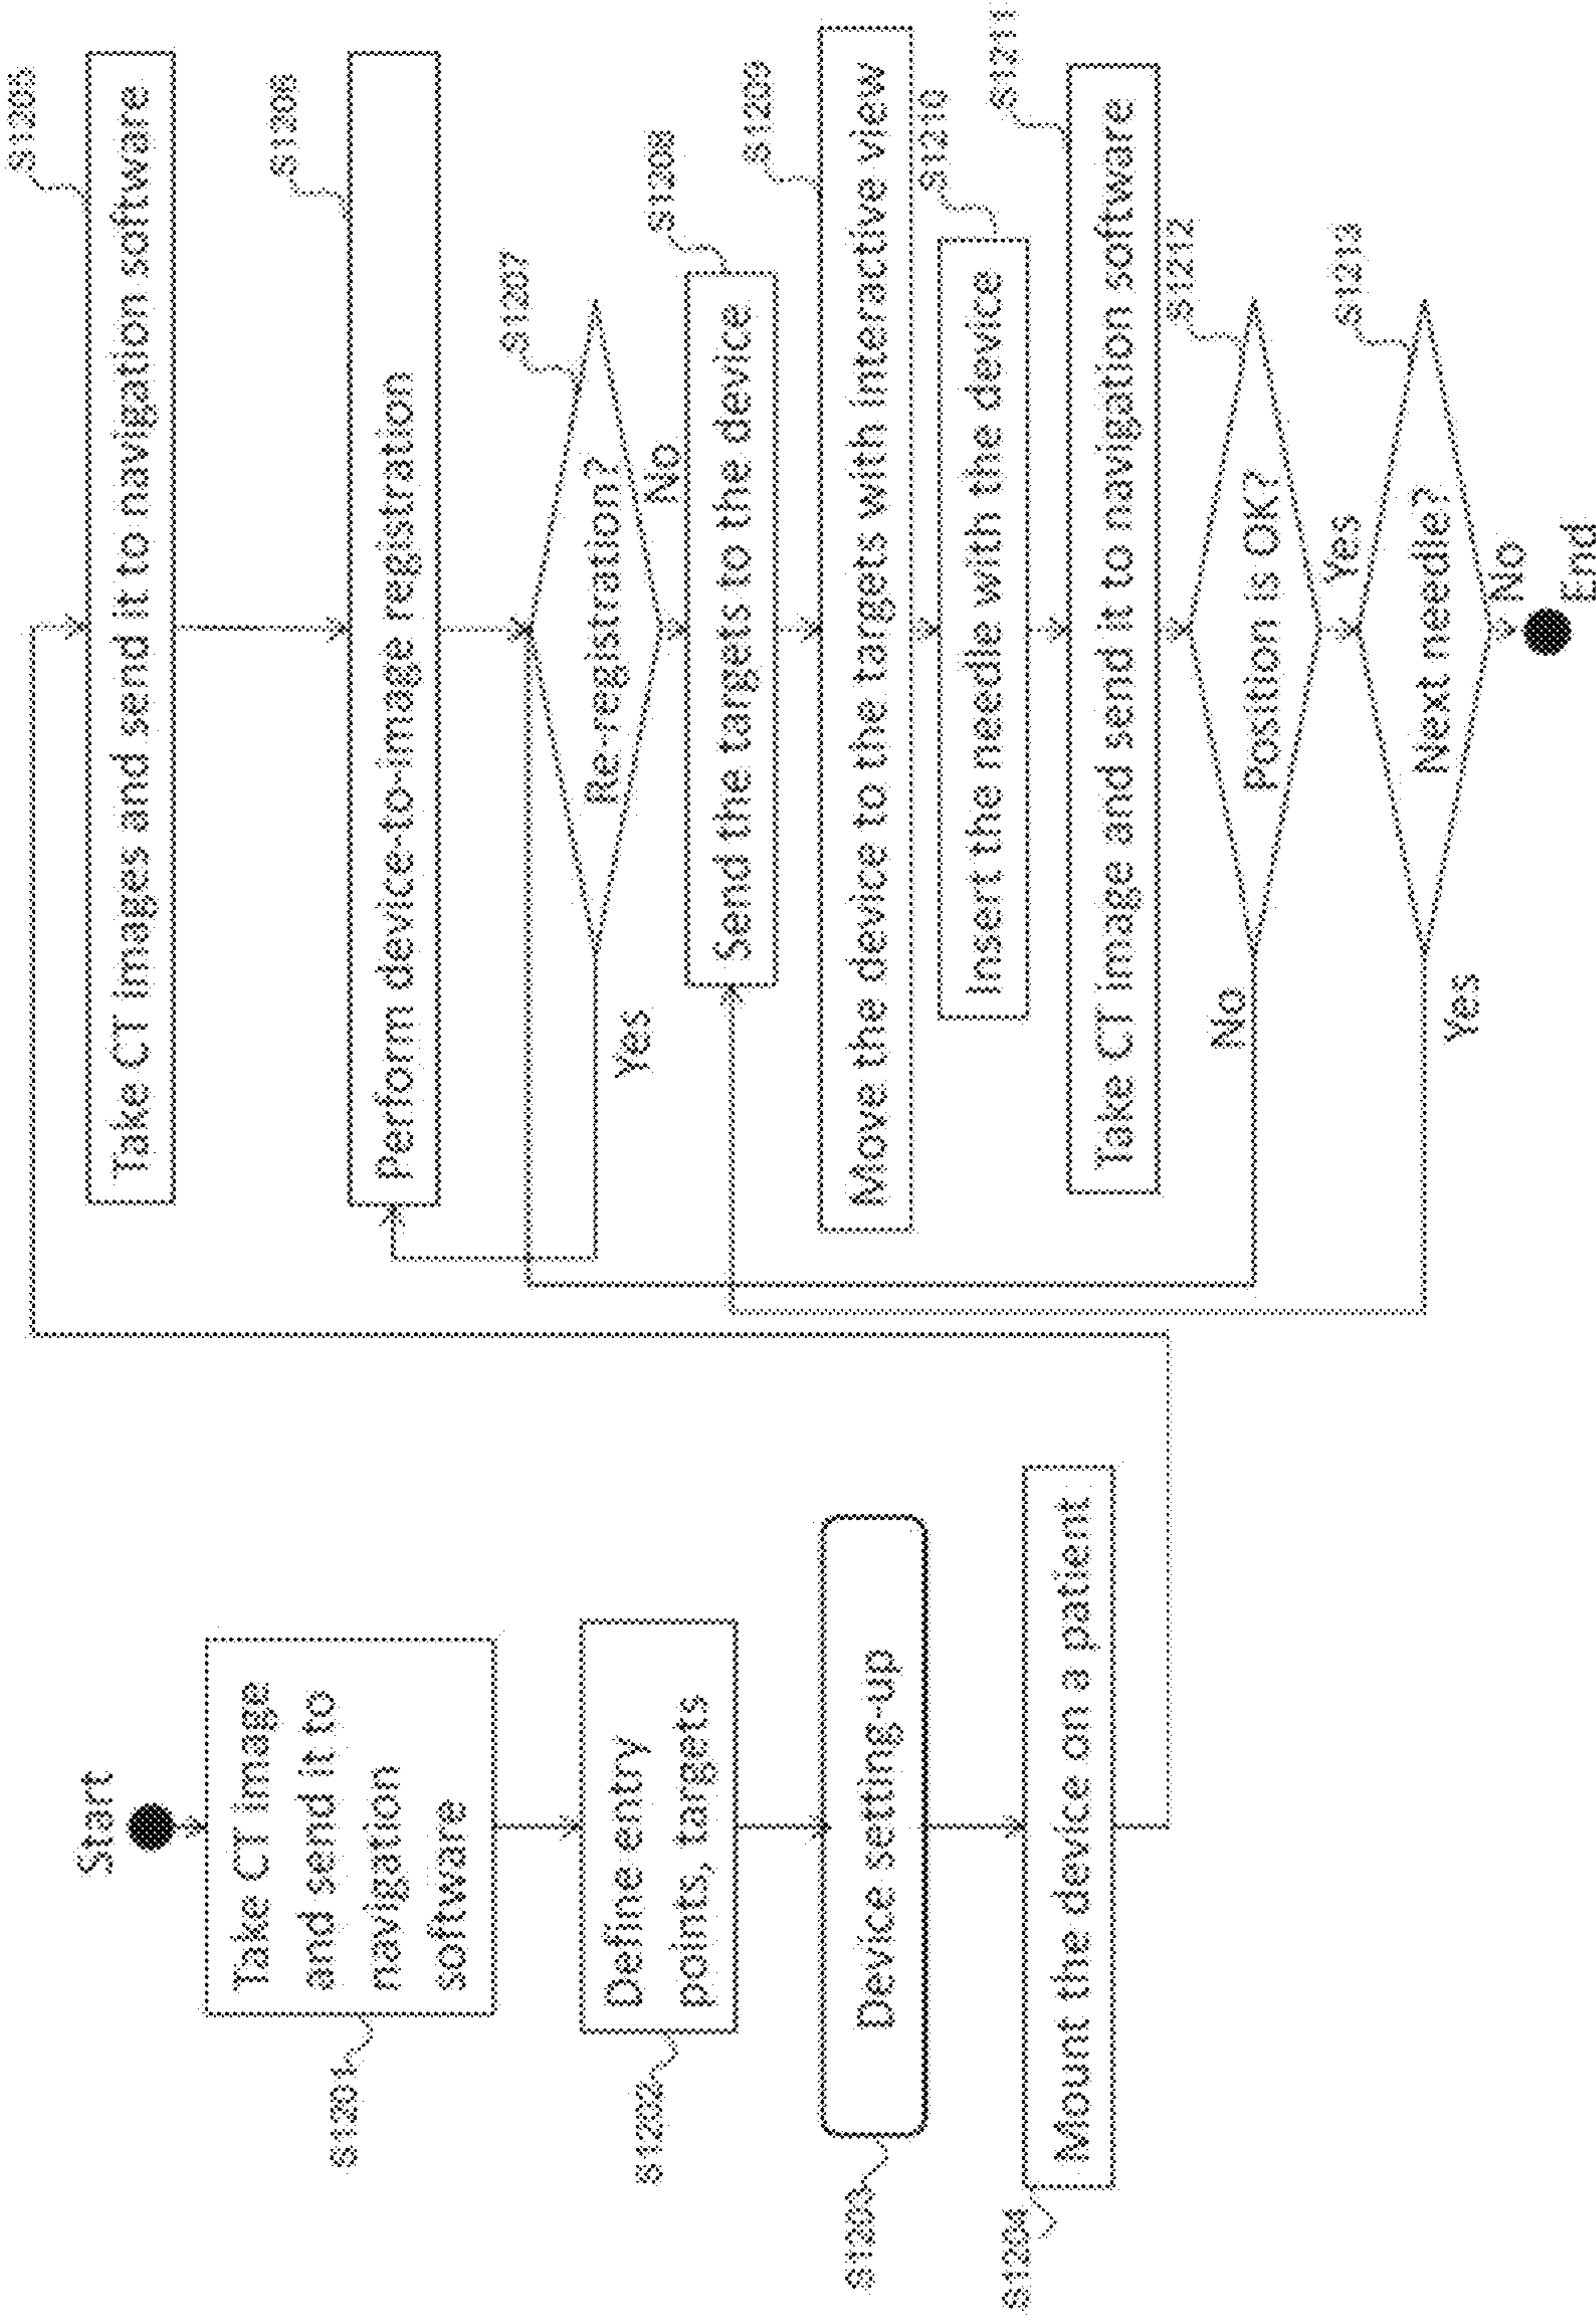 Start
Take CT image
and send it to
navigation
software
S1201
Define entry
points, targets
S1202
Device setting-up
S1203
Mount the device on a patient
S1204
S1205
Take CT images and send it to navigation software
S1206
Perform device-to-image registration
S1207
Re-registration?
Yes
No
S1208
Send the targets to the device
S1209
Move the device to the targets with interactive view
S1210
Insert the needle with the device
S1211
Take CT image and send it to navigation software
S1212
Position is OK?
No
Yes
S1213
Next needle?
Yes
No
End